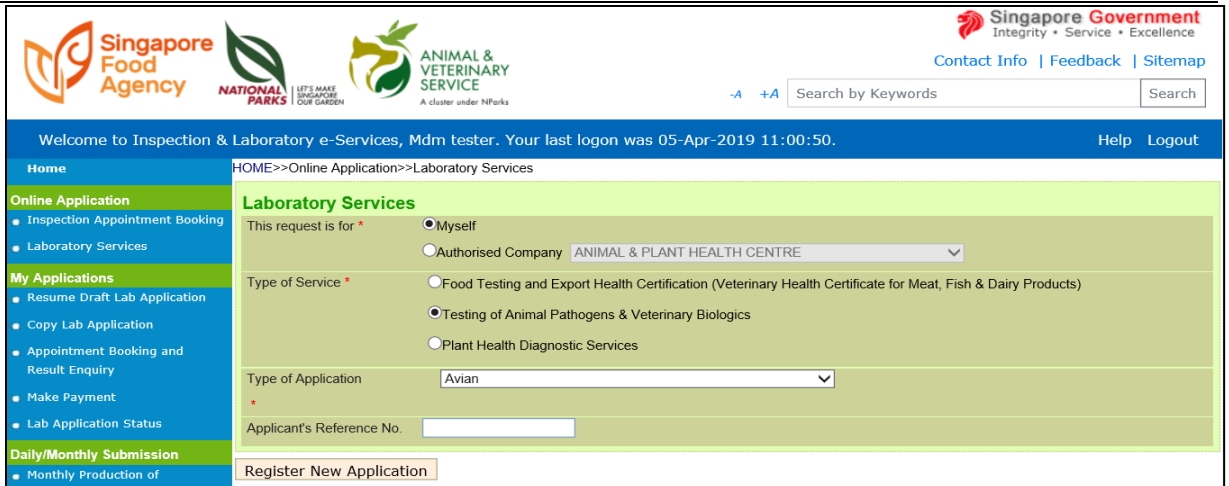 Singapore
Food
Agency
NATIONAL
PARKS
LET'S MAKE
SINGAPORE
OUR GARDEN
ANIMAL &
VETERINARY
SERVICE
A cluster under NParks
Singapore Government
Integrity • Service • Excellence
Contact Info | Feedback | Sitemap
-A +A Search by Keywords Search
Welcome to Inspection & Laboratory e-Services, Mdm tester. Your last logon was 05-Apr-2019 11:00:50. Help Logout
Home
Online Application
Inspection Appointment Booking
Laboratory Services
My Applications
Resume Draft Lab Application
Copy Lab Application
Appointment Booking and
Result Enquiry
Make Payment
Lab Application Status
Daily/Monthly Submission
Monthly Production of
HOME>>Online Application>>Laboratory Services
Laboratory Services
This request is for * Myself
Authorised Company ANIMAL & PLANT HEALTH CENTRE
Type of Service * Food Testing and Export Health Certification (Veterinary Health Certificate for Meat, Fish & Dairy Products)
Testing of Animal Pathogens & Veterinary Biologics
Plant Health Diagnostic Services
Type of Application Avian
*
Applicant's Reference No.
Register New Application